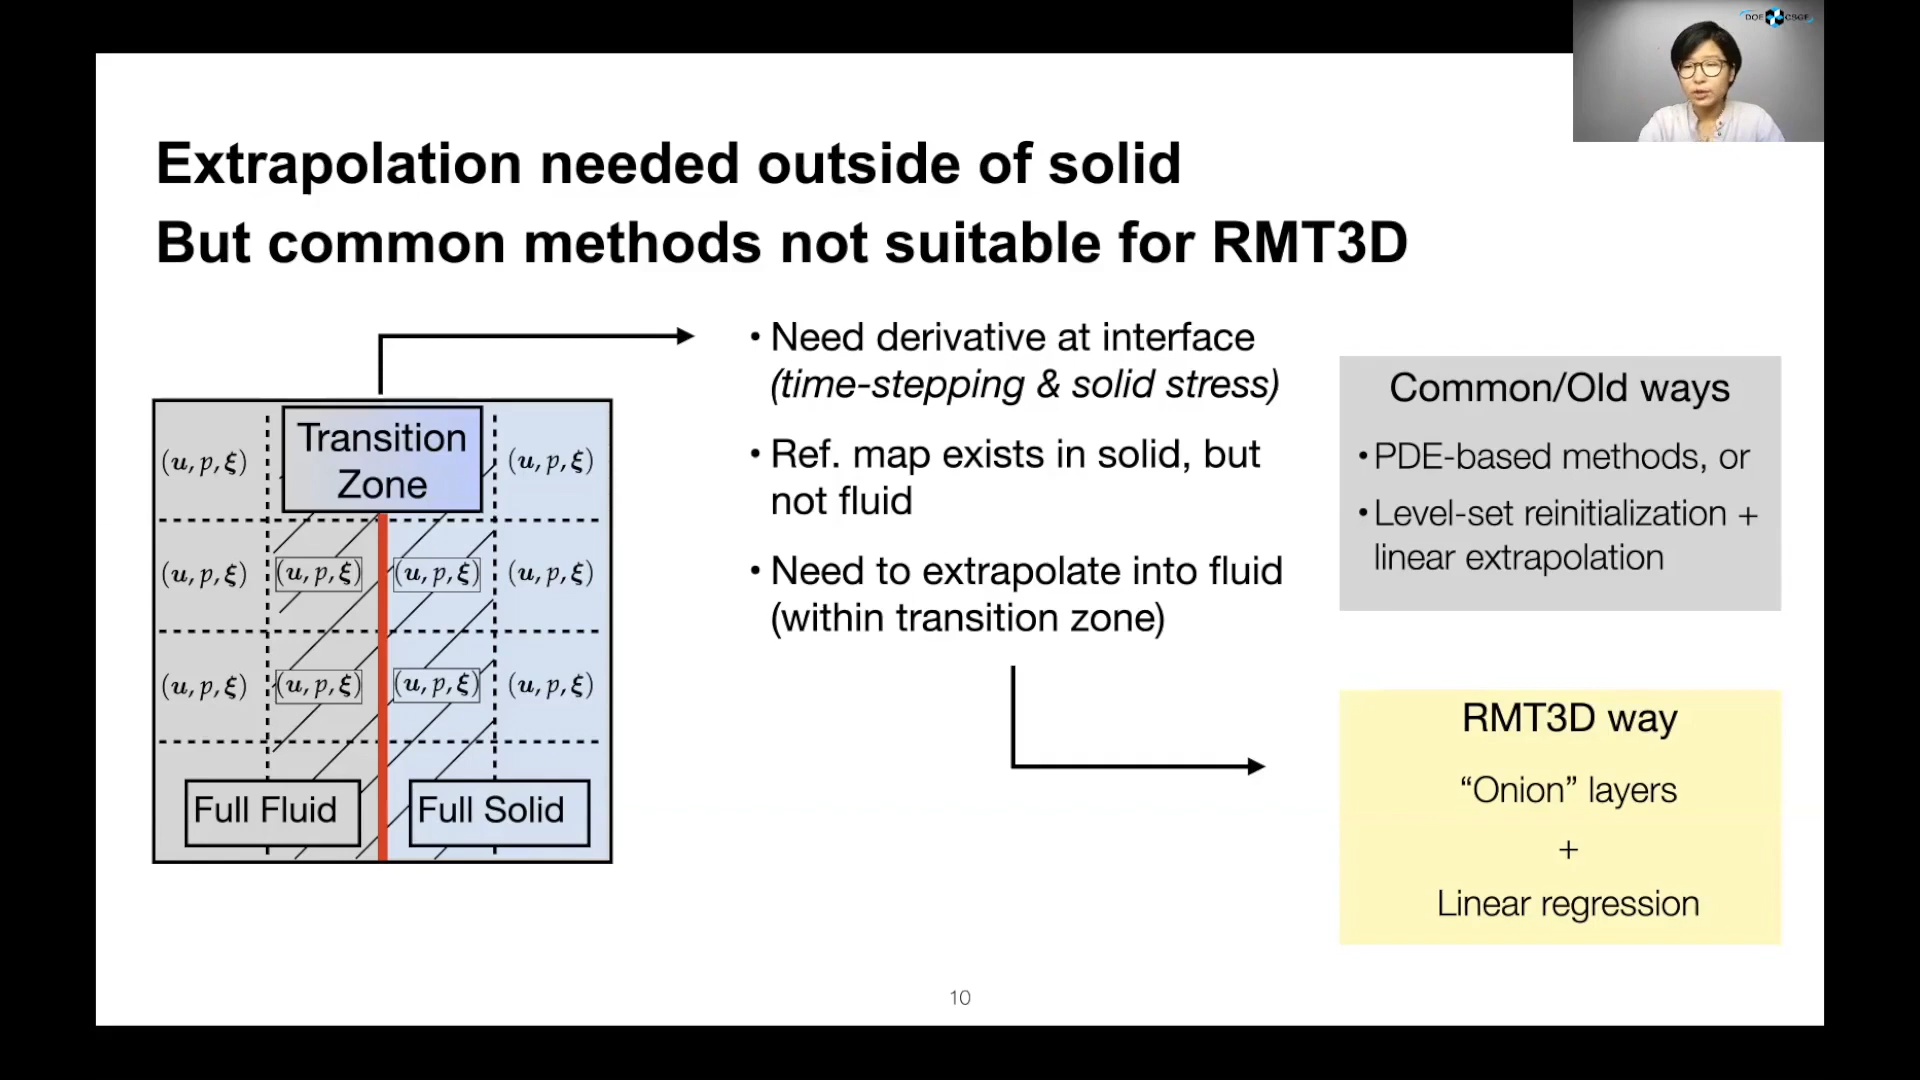 DOE CSGF
Extrapolation needed outside of solid
But common methods not suitable for RMT3D
Transition
Zone
(u, p, ξ)
(u, p, ξ)
(u, p, ξ) (u, p, ξ) (u, p, ξ) (u, p, ξ)
(u, p, ξ) (u, p, ξ) (u, p, ξ) (u, p, ξ)
Full Fluid
Full Solid
• Need derivative at interface
(time-stepping & solid stress)
• Ref. map exists in solid, but
not fluid
• Need to extrapolate into fluid
(within transition zone)
Common/Old ways
• PDE-based methods, or
• Level-set reinitialization +
linear extrapolation
RMT3D way
“Onion” layers
+
Linear regression
10